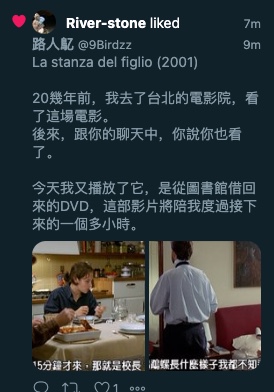 River-stone liked
7m
路人鴕 @9Birdzz
9m
La stanza del figlio (2001)
20幾年前，我去了台北的電影院，看
了這場電影。
後來，跟你的聊天中，你說你也看
了。
今天我又播放了它，是從圖書館借回
來的DVD，這部影片將陪我度過接下
來的一個多小時。
15分鐘才來，那就是校長
螺長什麼樣子我都不知
1